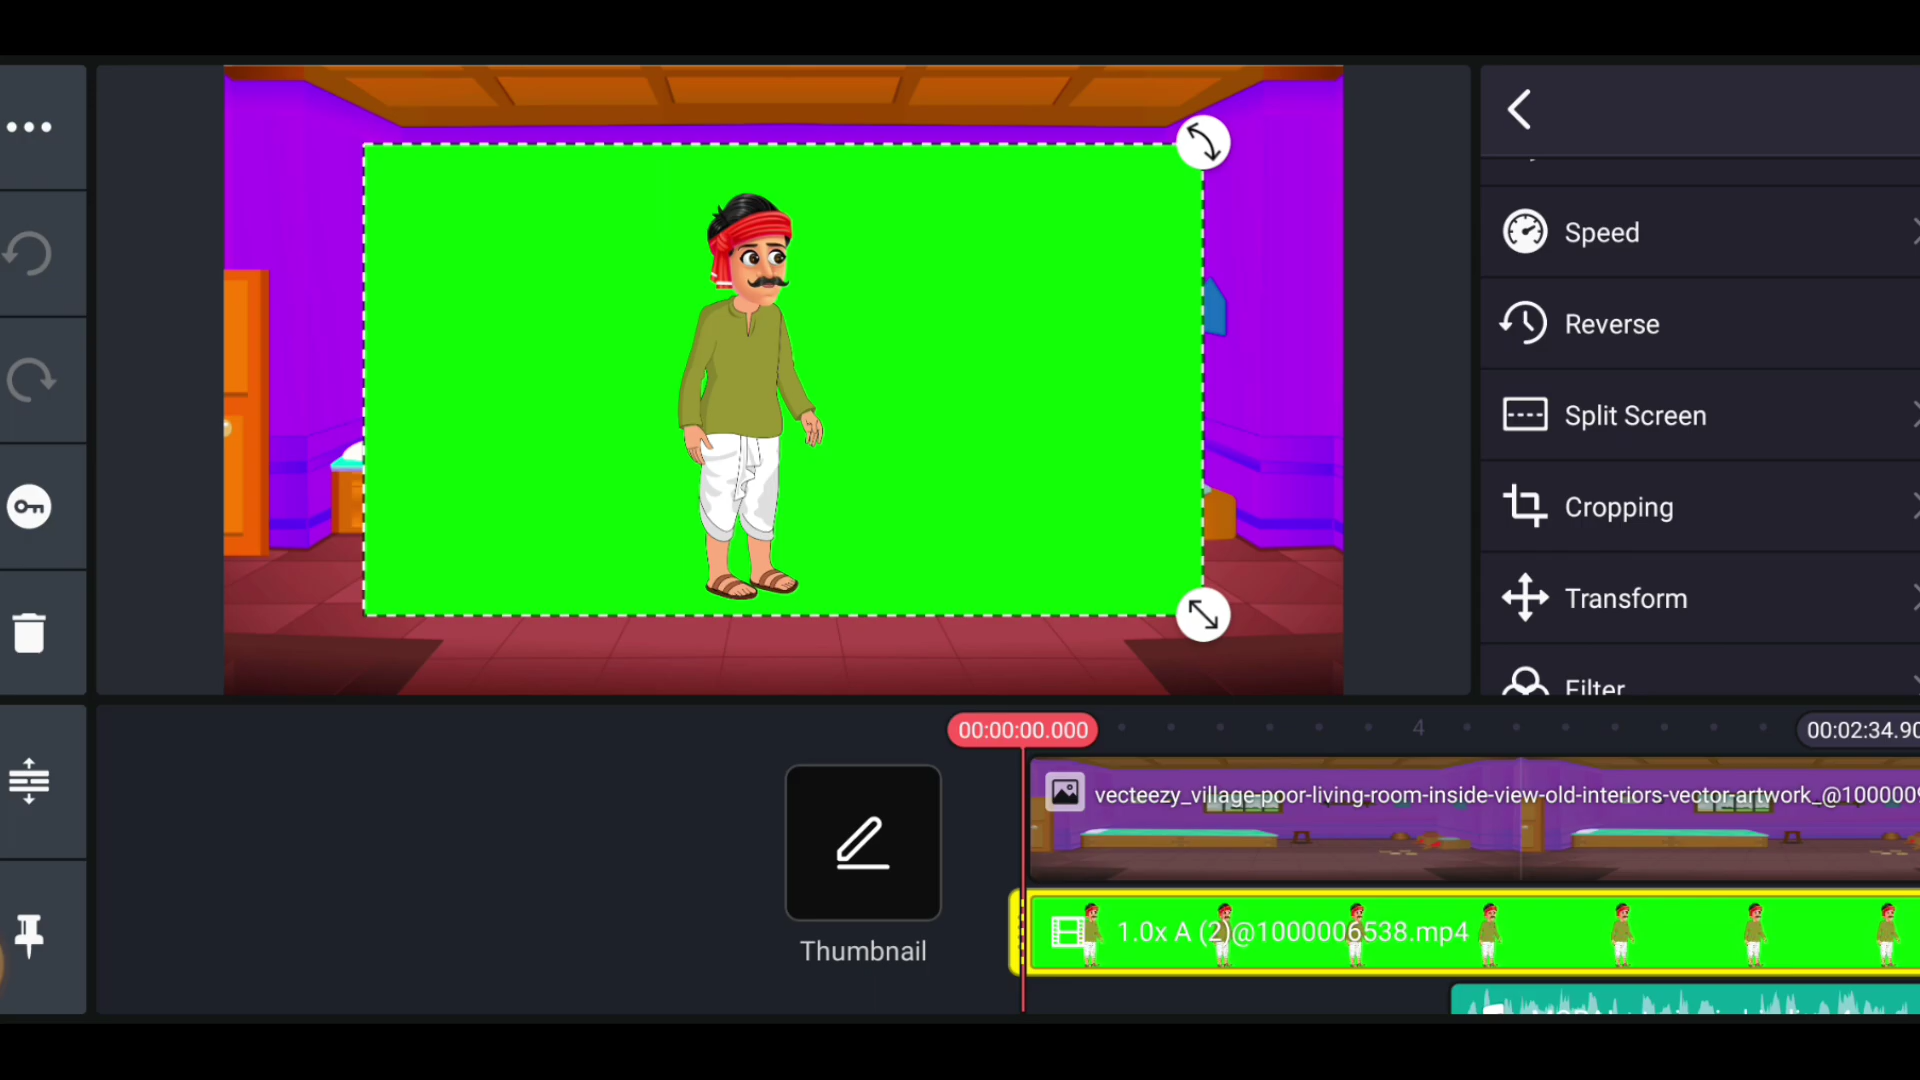 Speed
Reverse
Split Screen
Cropping
Transform
Filter
00:00:00.000
4
00:02:34.90
vecteezy_village-poor-living-room-inside-view-old-interiors-vector-artwork_@100000
1.0x A (2)@1000006538.mp4
Thumbnail